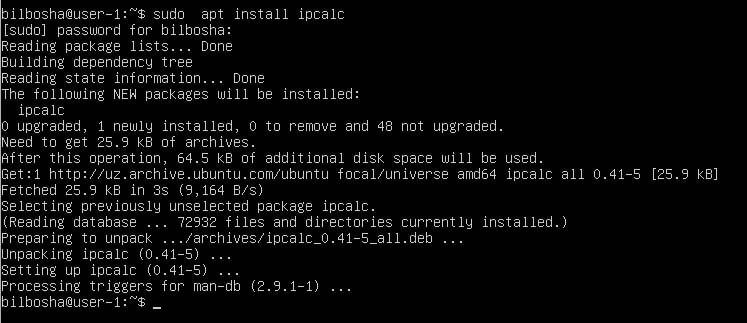 bilbosha@user-1:~$ sudo  apt install ipcalc
[sudo] password for bilbosha:
Reading package lists... Done
Building dependency tree
Reading state information... Done
The following NEW packages will be installed:
  ipcalc
0 upgraded, 1 newly installed, 0 to remove and 48 not upgraded.
Need to get 25.9 kB of archives.
After this operation, 64.5 kB of additional disk space will be used.
Get:1 http://uz.archive.ubuntu.com/ubuntu focal/universe amd64 ipcalc all 0.41-5 [25.9 kB]
Fetched 25.9 kB in 3s (9,164 B/s)
Selecting previously unselected package ipcalc.
(Reading database ... 72932 files and directories currently installed.)
Preparing to unpack .../archives/ipcalc_0.41-5_all.deb ...
Unpacking ipcalc (0.41-5) ...
Setting up ipcalc (0.41-5) ...
Processing triggers for man-db (2.9.1-1) ...
bilbosha@user-1:~$ _